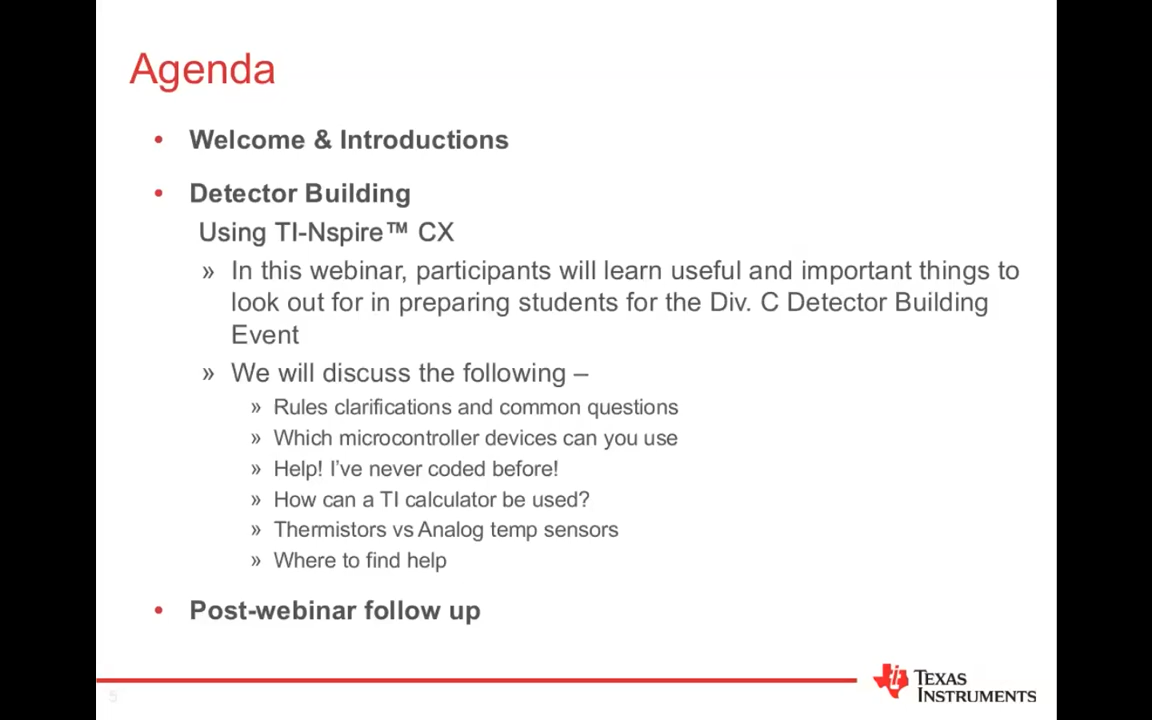 Agenda
• Welcome & Introductions
• Detector Building
Using TI-Nspire™ CX
» In this webinar, participants will learn useful and important things to
look out for in preparing students for the Div. C Detector Building
Event
» We will discuss the following –
» Rules clarifications and common questions
» Which microcontroller devices can you use
» Help! I've never coded before!
» How can a TI calculator be used?
» Thermistors vs Analog temp sensors
» Where to find help
• Post-webinar follow up
5
TEXAS
INSTRUMENTS